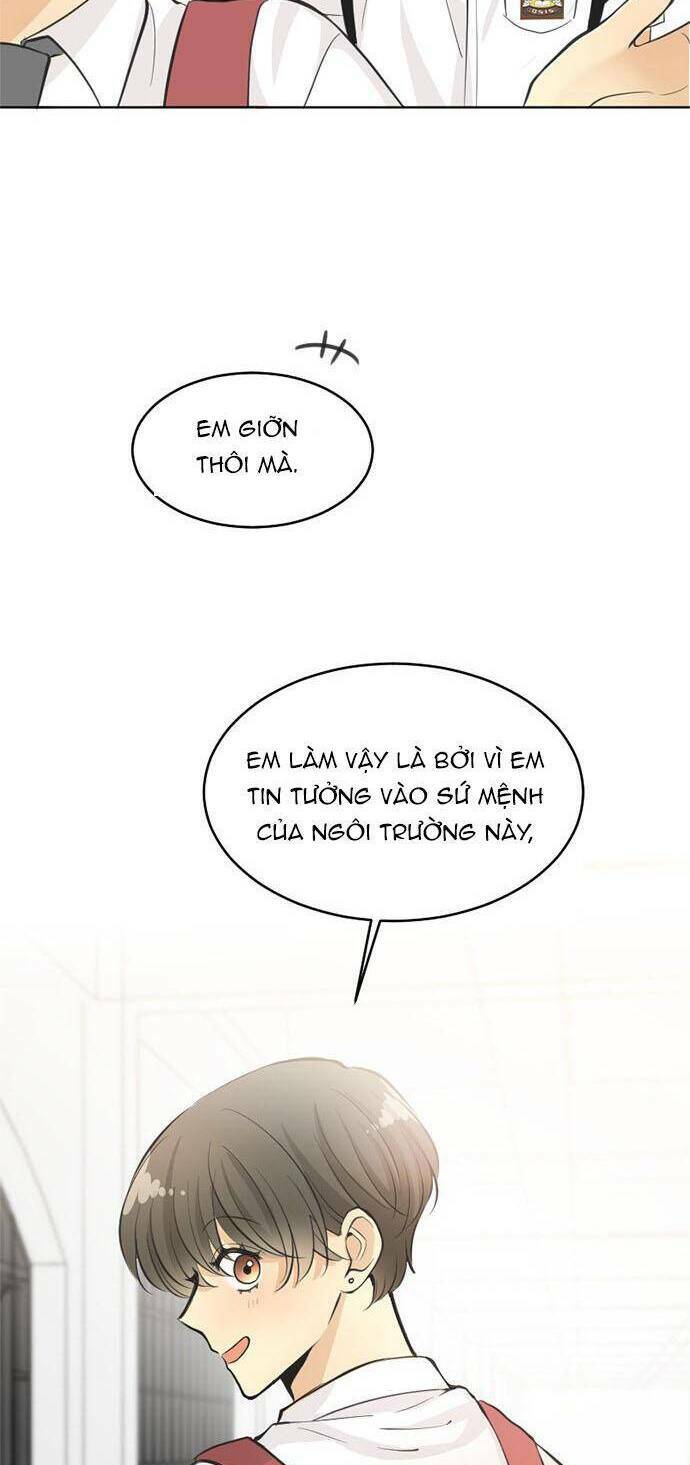 OSIS
EM GIỠN
THÔI MÀ.
EM LÀM VẬY LÀ BỞI VÌ EM
TIN TƯỞNG VÀO SỨ MỆNH
CỦA NGÔI TRƯỜNG NÀY,